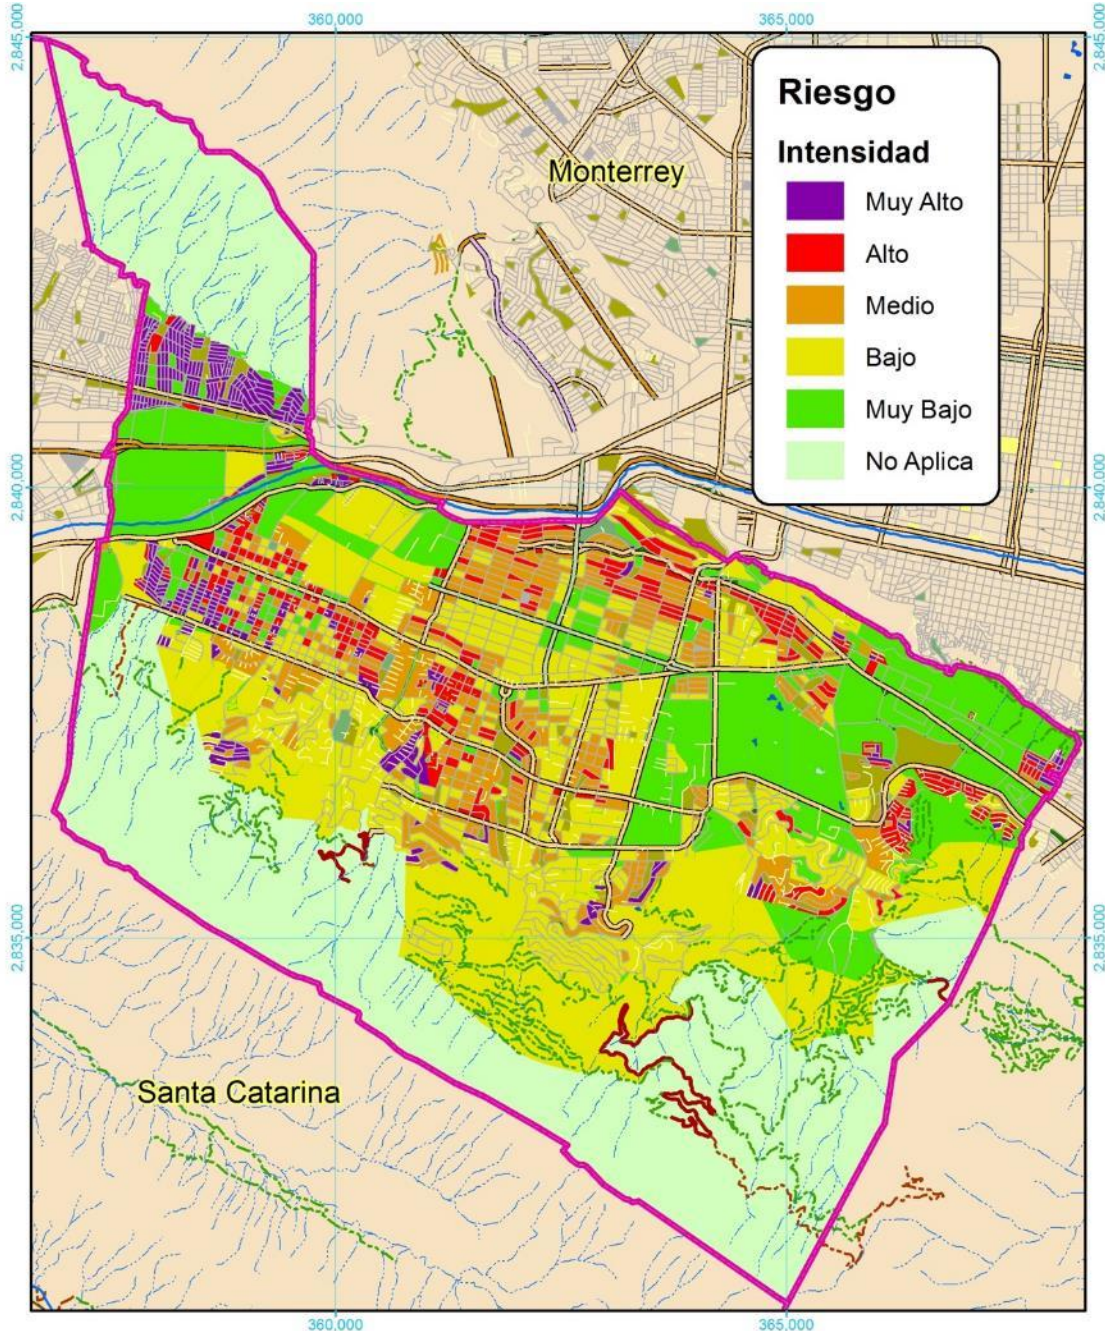 360,000
365,000
2,845,000
2,845,000
Riesgo
Intensidad
Muy Alto
Alto
Medio
Bajo
Muy Bajo
No Aplica
Monterrey
2,840,000
2,840,000
2,835,000
2,835,000
Santa Catarina
360,000
365,000